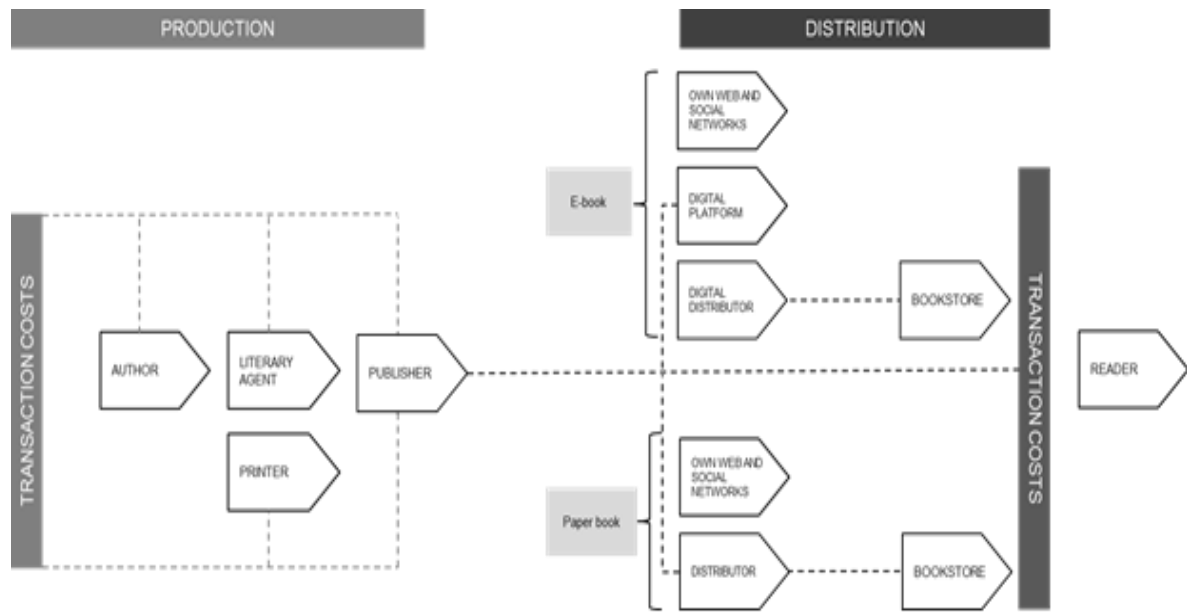 PRODUCTION
DISTRIBUTION
OWN WEB AND
SOCIAL
NETWORKS
E-book
DIGITAL
PLATFORM
DIGITAL
DISTRIBUTOR
BOOKSTORE
TRANSACTION COSTS
AUTHOR
LITERARY
AGENT
PUBLISHER
PRINTER
TRANSACTION COSTS
READER
OWN WEB AND
SOCIAL
NETWORKS
Paper book
DISTRIBUTOR
BOOKSTORE